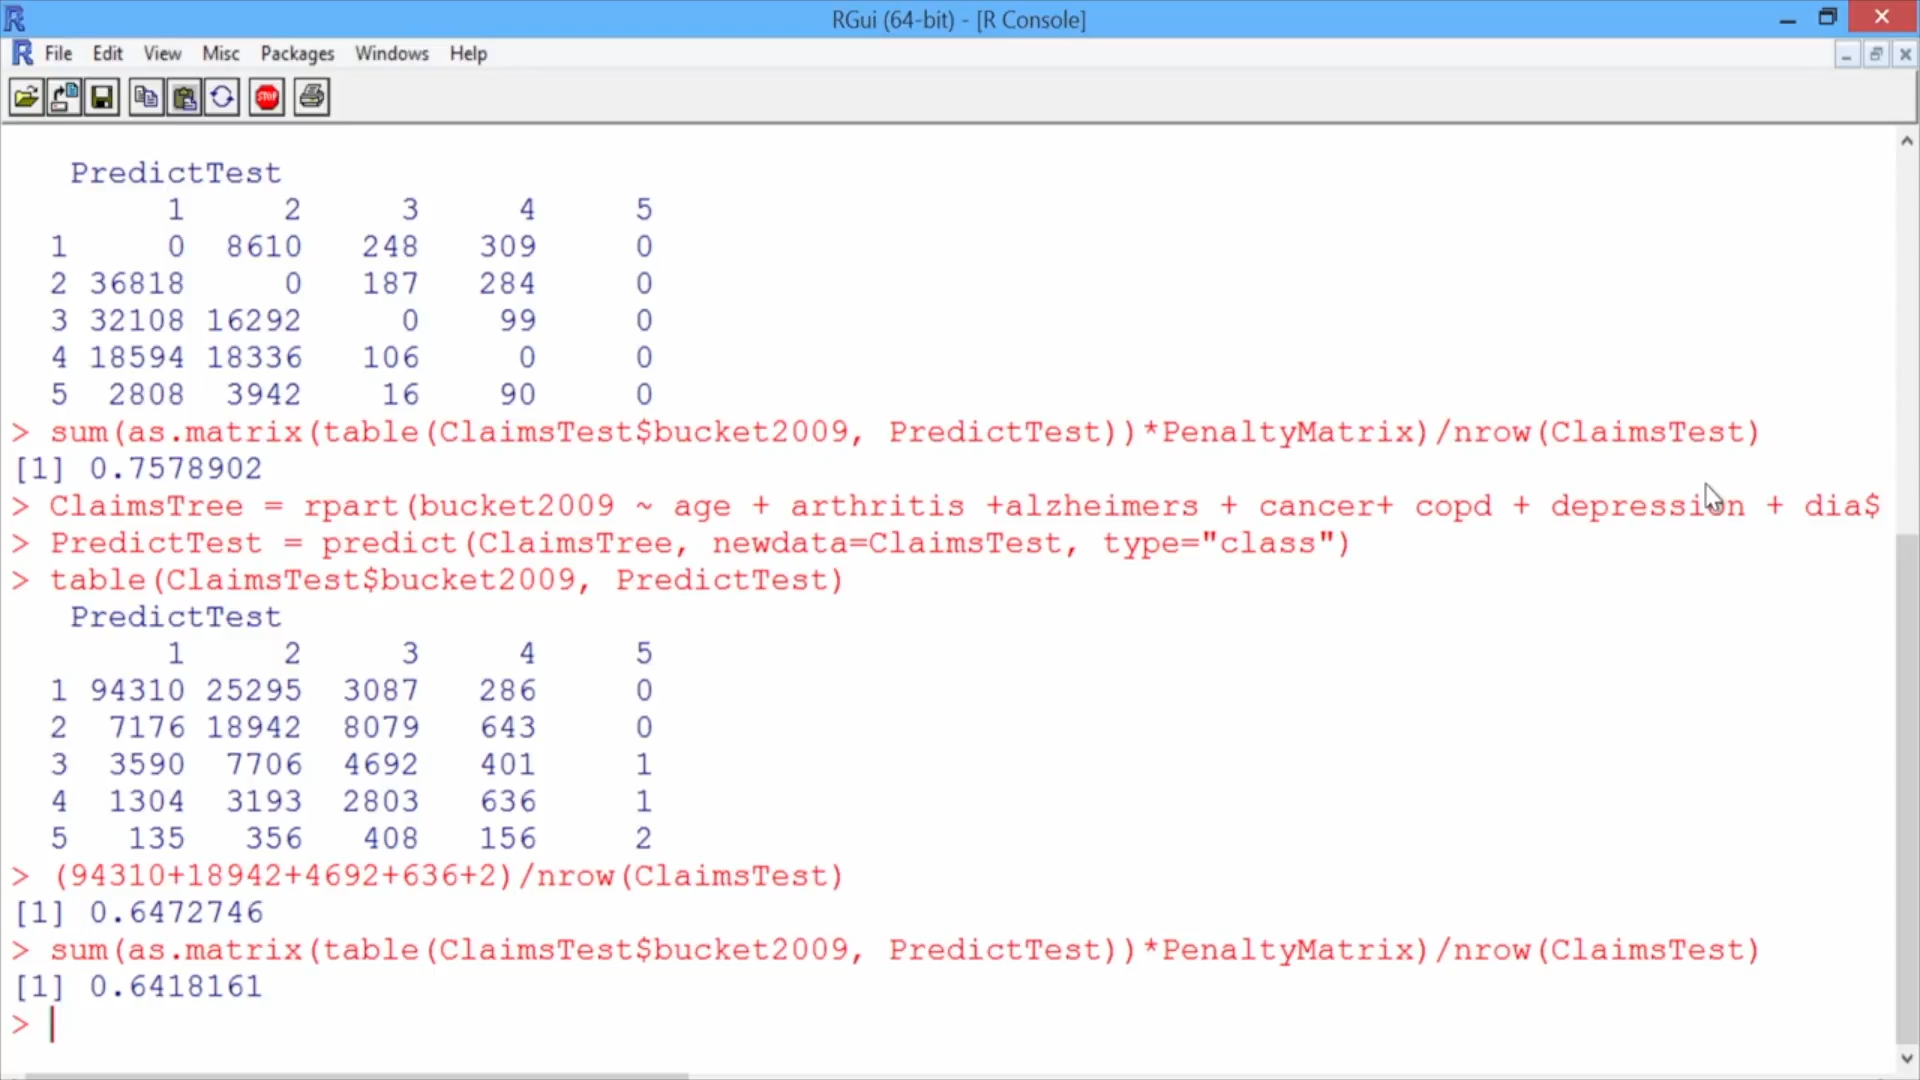 RGui (64-bit) - [R Console]
File Edit View Misc Packages Windows Help
STOP
PredictTest
1 2 3 4 5
1 0 8610 248 309 0
2 36818 0 187 284 0
3 32108 16292 0 99 0
4 18594 18336 106 0 0
5 2808 3942 16 90 0
> sum(as.matrix(table(ClaimsTest$bucket2009, PredictTest))*PenaltyMatrix)/nrow(ClaimsTest)
[1] 0.7578902
> ClaimsTree = rpart(bucket2009 ~ age + arthritis +alzheimers + cancer+ copd + depression + dia$
> PredictTest = predict(ClaimsTree, newdata=ClaimsTest, type="class")
> table(ClaimsTest$bucket2009, PredictTest)
PredictTest
1 2 3 4 5
1 94310 25295 3087 286 0
2 7176 18942 8079 643 0
3 3590 7706 4692 401 1
4 1304 3193 2803 636 1
5 135 356 408 156 2
> (94310+18942+4692+636+2)/nrow(ClaimsTest)
[1] 0.6472746
> sum(as.matrix(table(ClaimsTest$bucket2009, PredictTest))*PenaltyMatrix)/nrow(ClaimsTest)
[1] 0.6418161
>